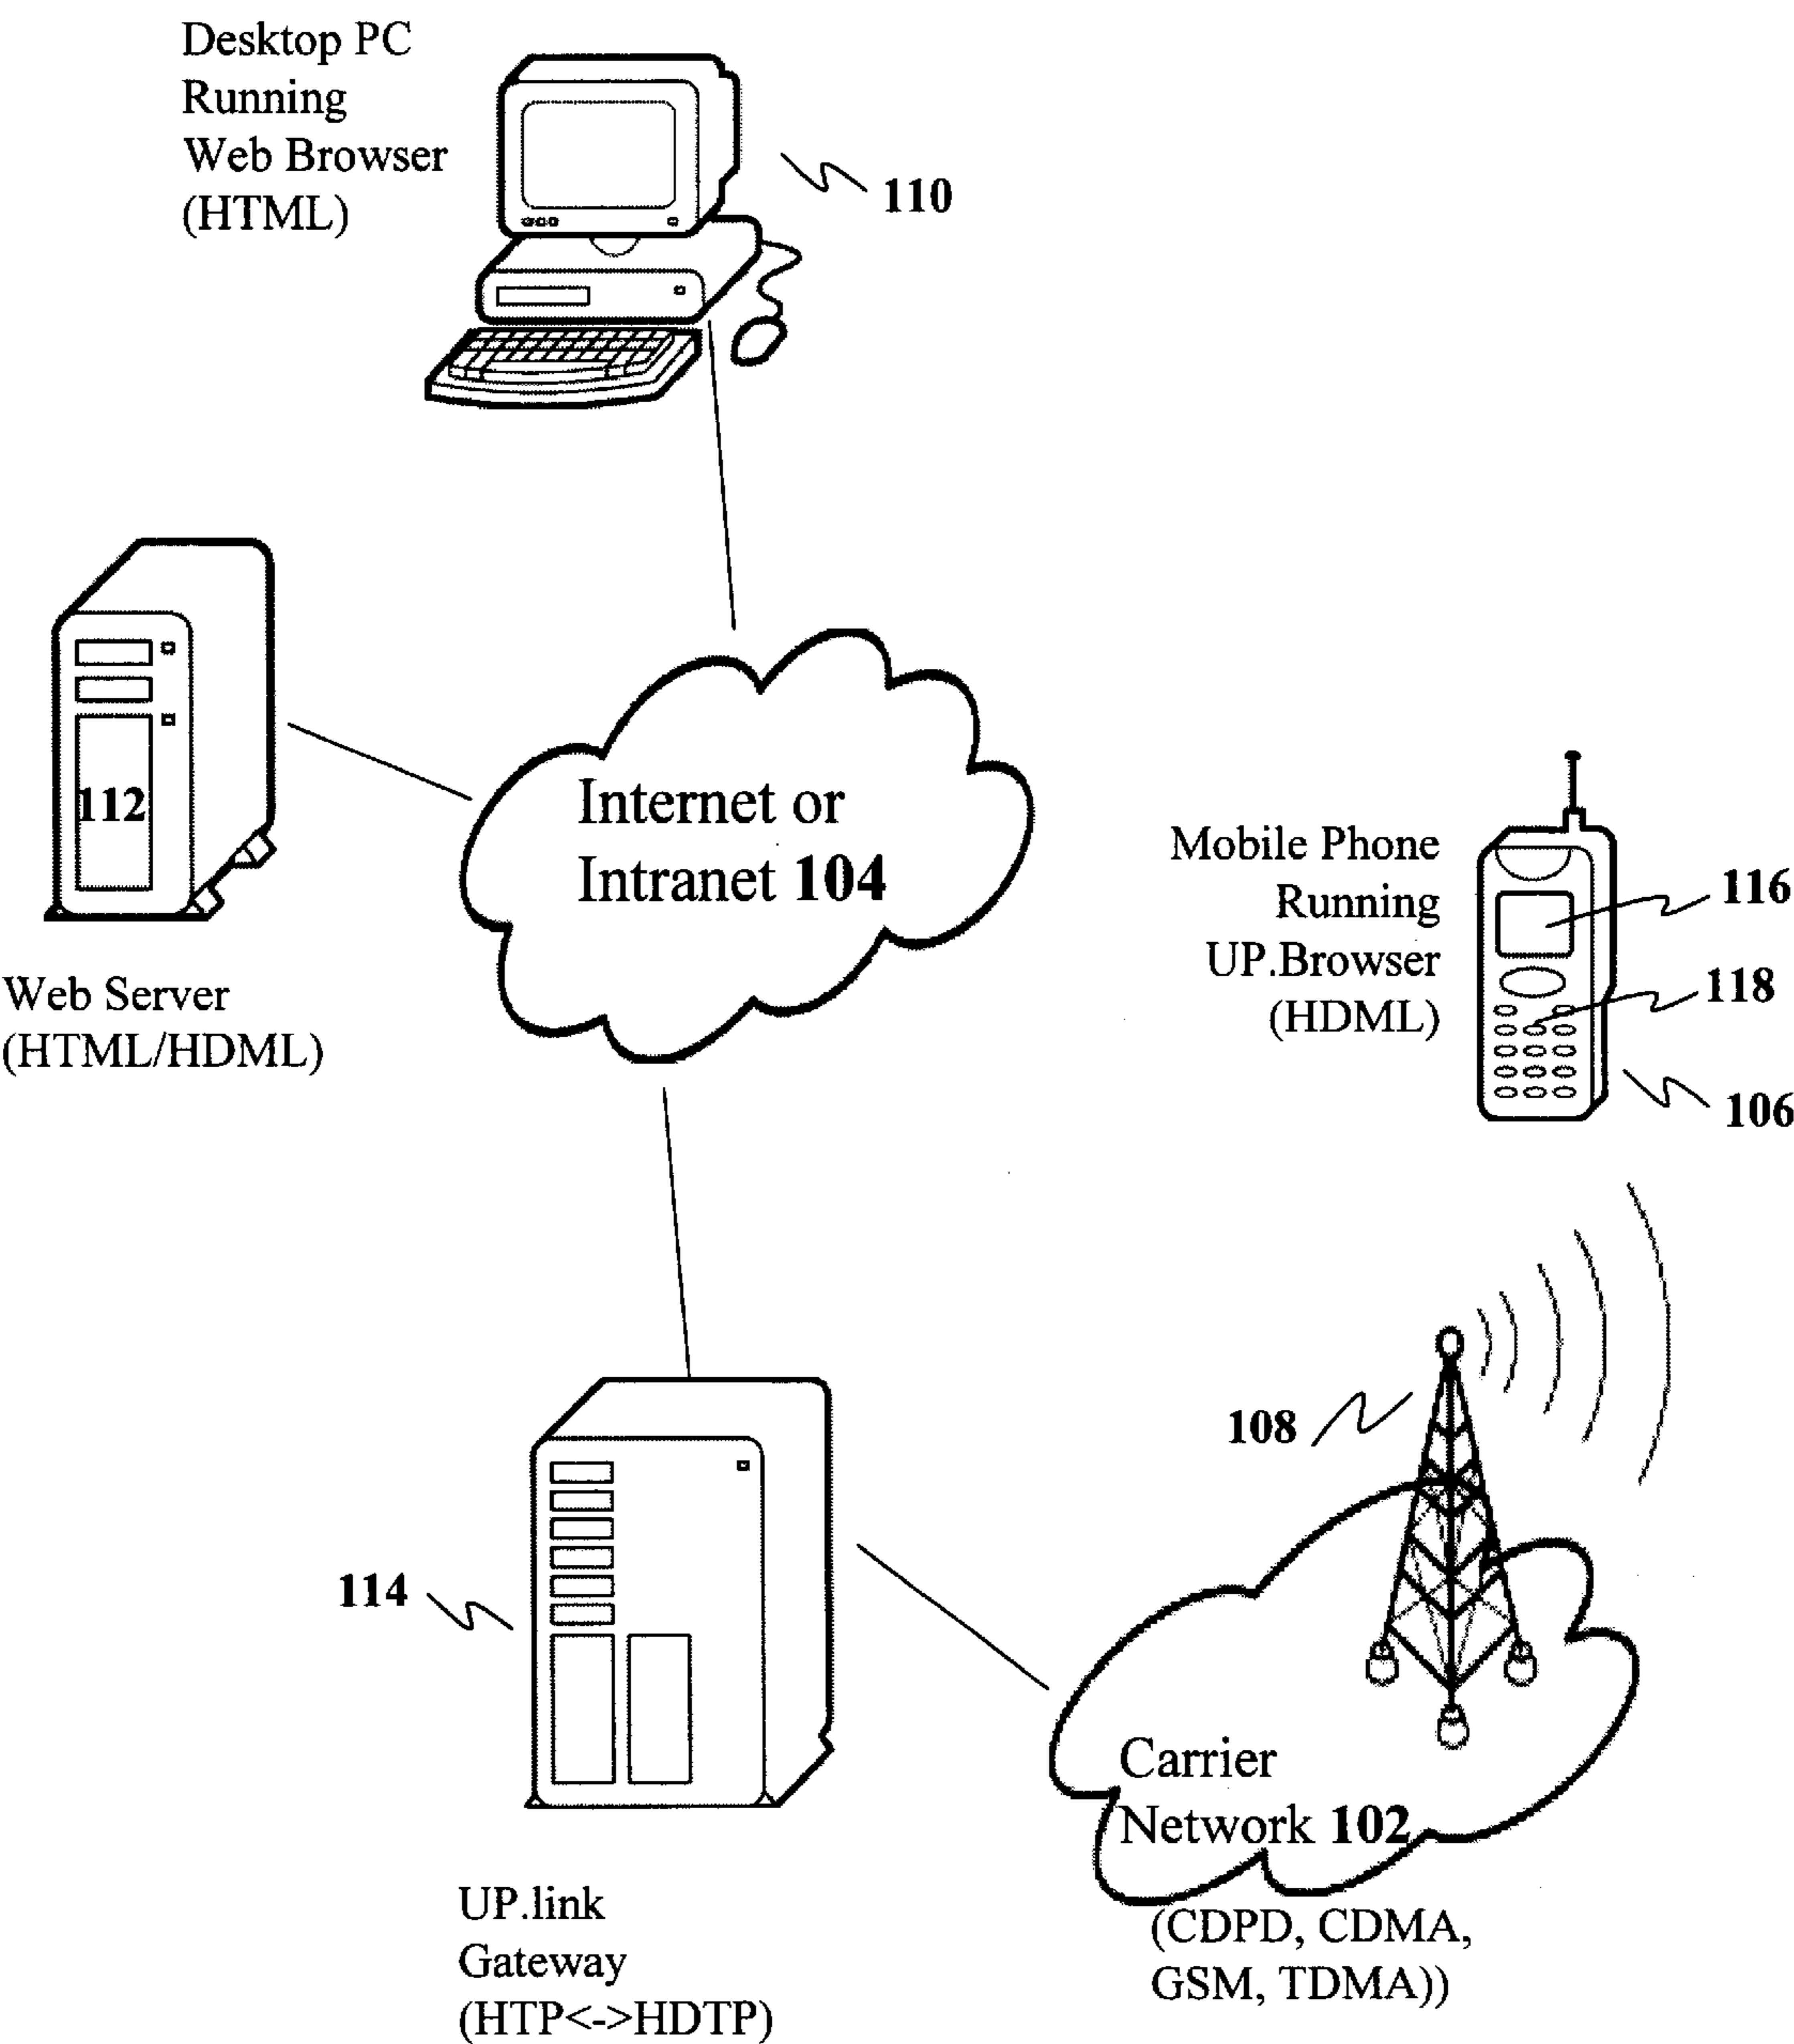 Desktop PC
Running
Web Browser
(HTML)
110
112
Web Server
(HTML/HDML)
Internet or
Intranet 104
Mobile Phone
Running
UP.Browser
(HDML)
116
118
106
108
114
UP.link
Gateway
(HTP<->HDTP)
Carrier
Network 102
(CDPD, CDMA,
GSM, TDMA))